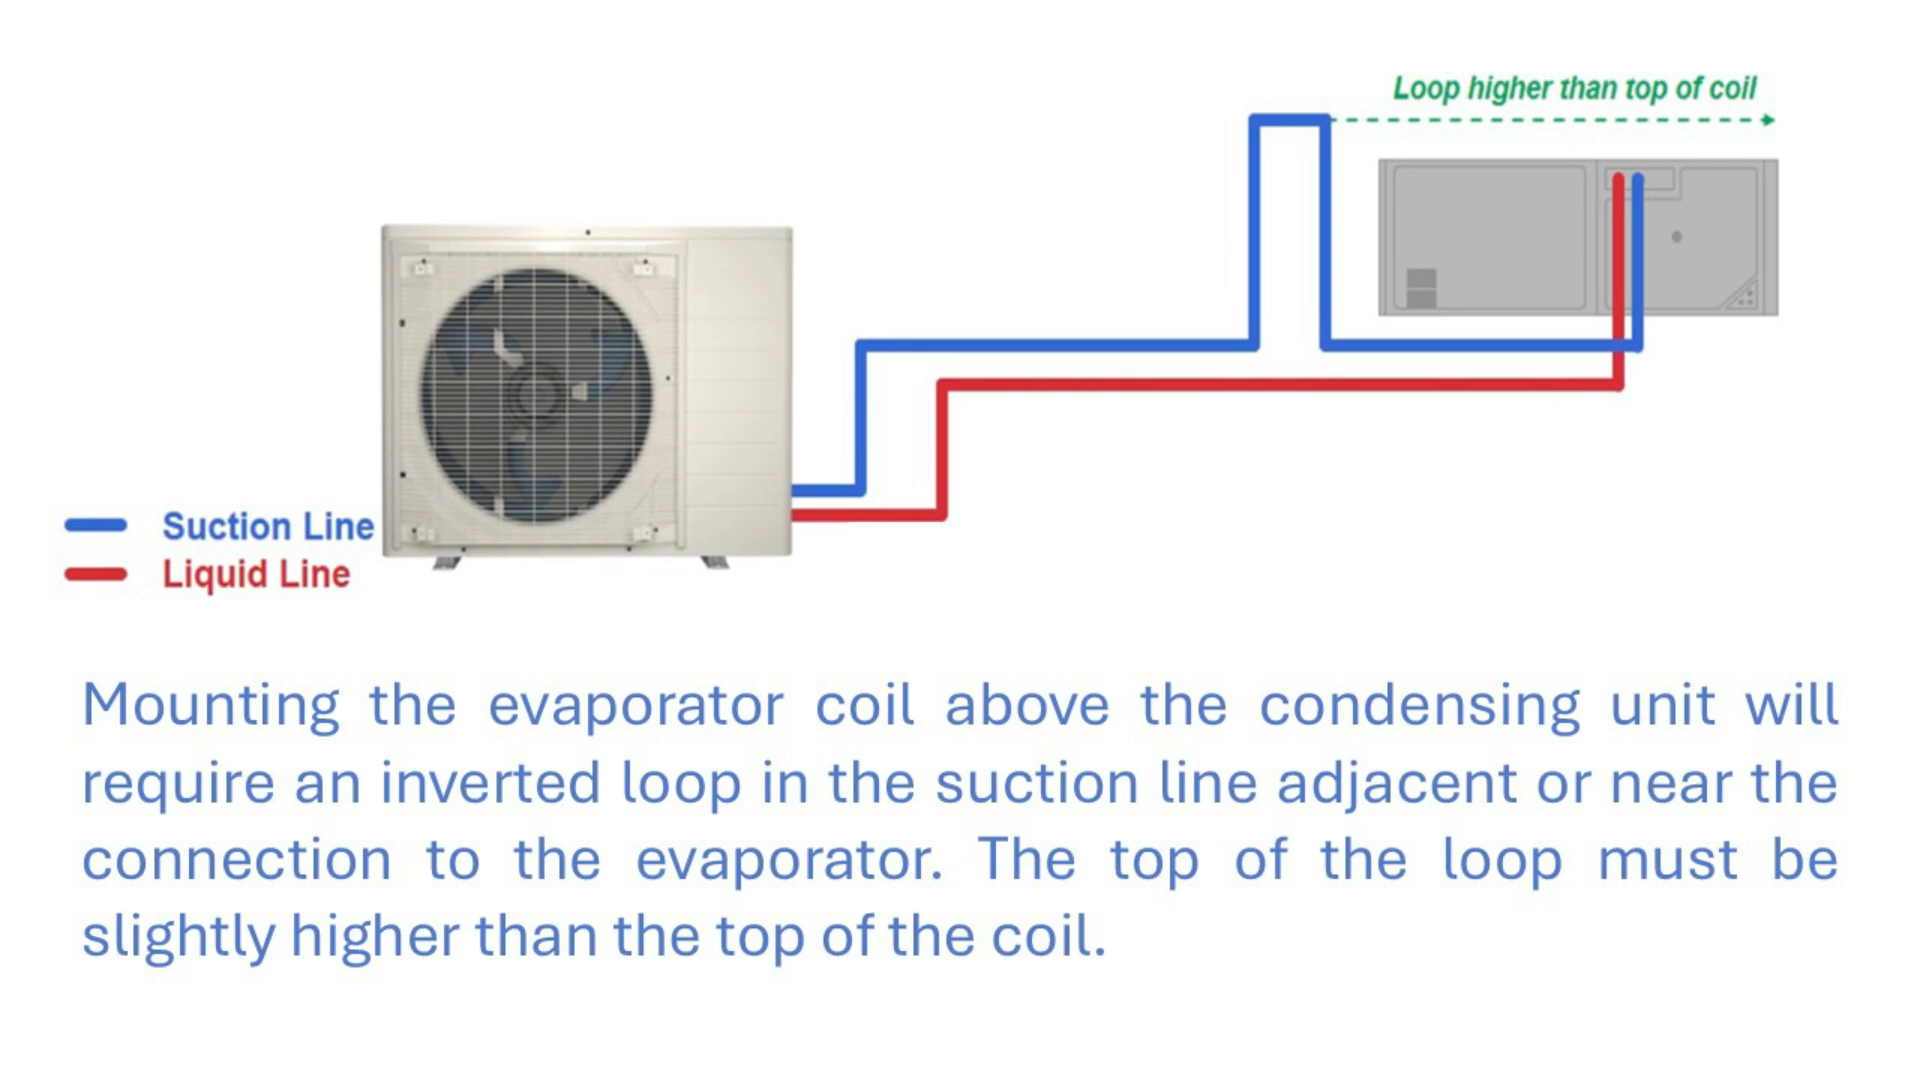 Loop higher than top of coil
Suction Line
Liquid Line
Mounting the evaporator coil above the condensing unit will
require an inverted loop in the suction line adjacent or near the
connection to the evaporator. The top of the loop must be
slightly higher than the top of the coil.